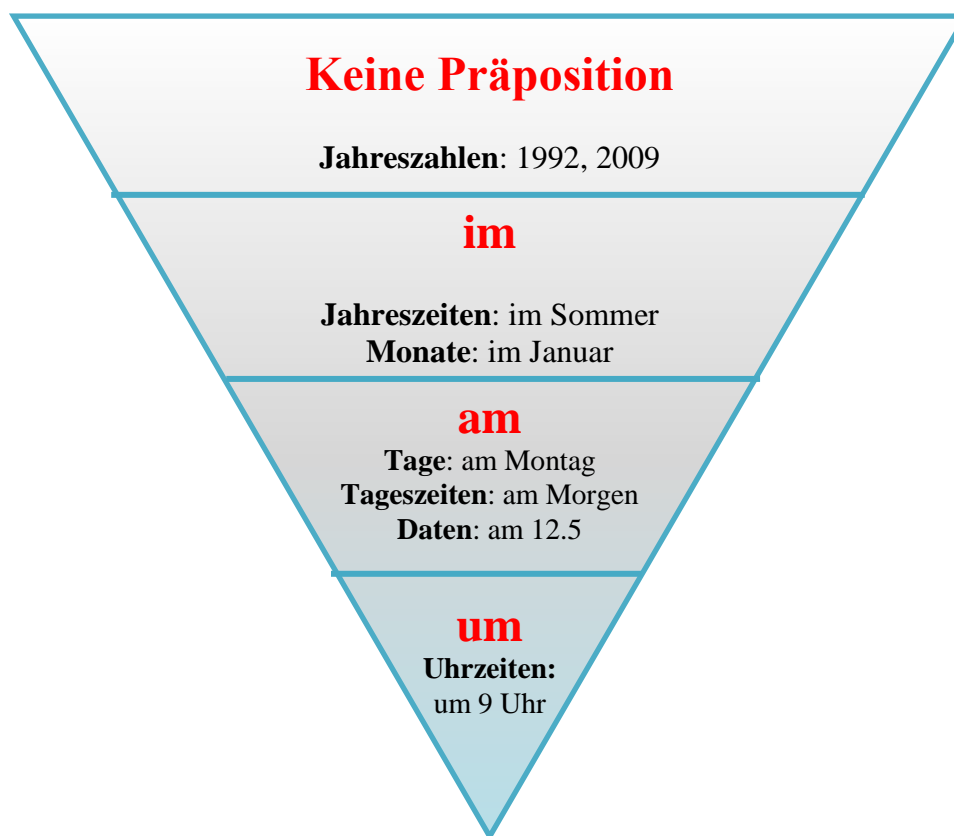 Keine Präposition
Jahreszahlen: 1992, 2009
im
Jahreszeiten: im Sommer
Monate: im Januar
am
Tage: am Montag
Tageszeiten: am Morgen
Daten: am 12.5
um
Uhrzeiten:
um 9 Uhr